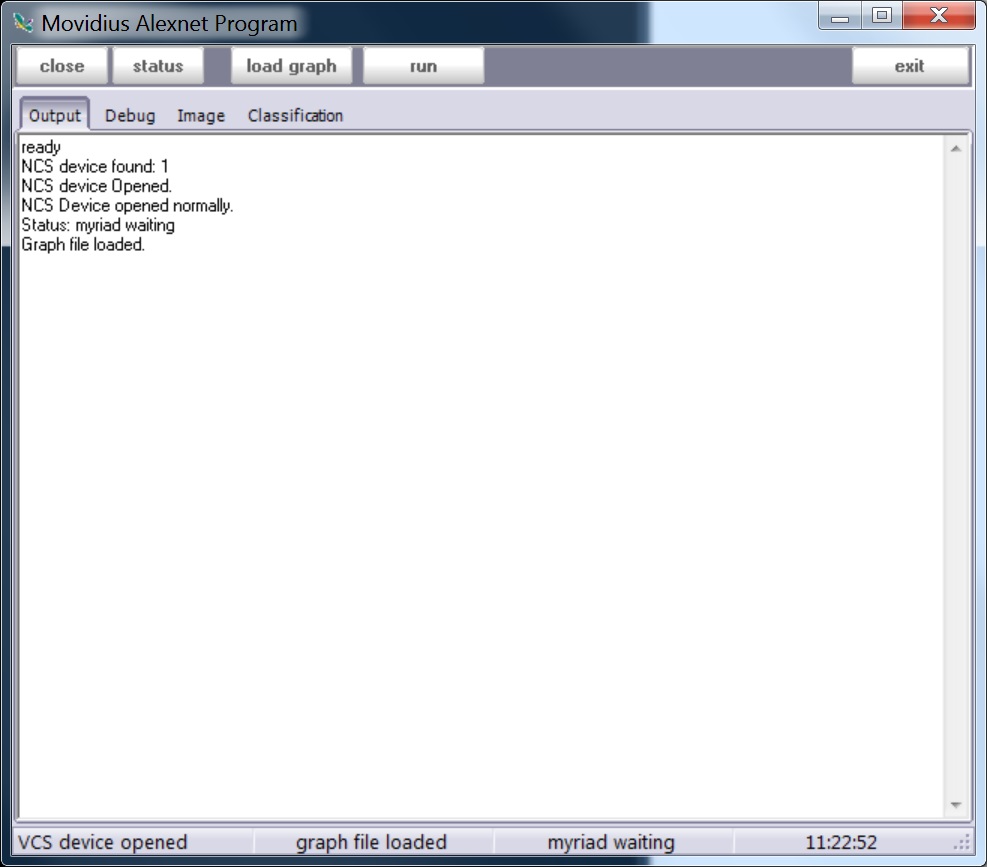 Movidius Alexnet Program
close status load graph run exit
Output Debug Image Classification
ready
NCS device found: 1
NCS device Opened.
NCS Device opened normally.
Status: myriad waiting
Graph file loaded.
VCS device opened graph file loaded myriad waiting 11:22:52